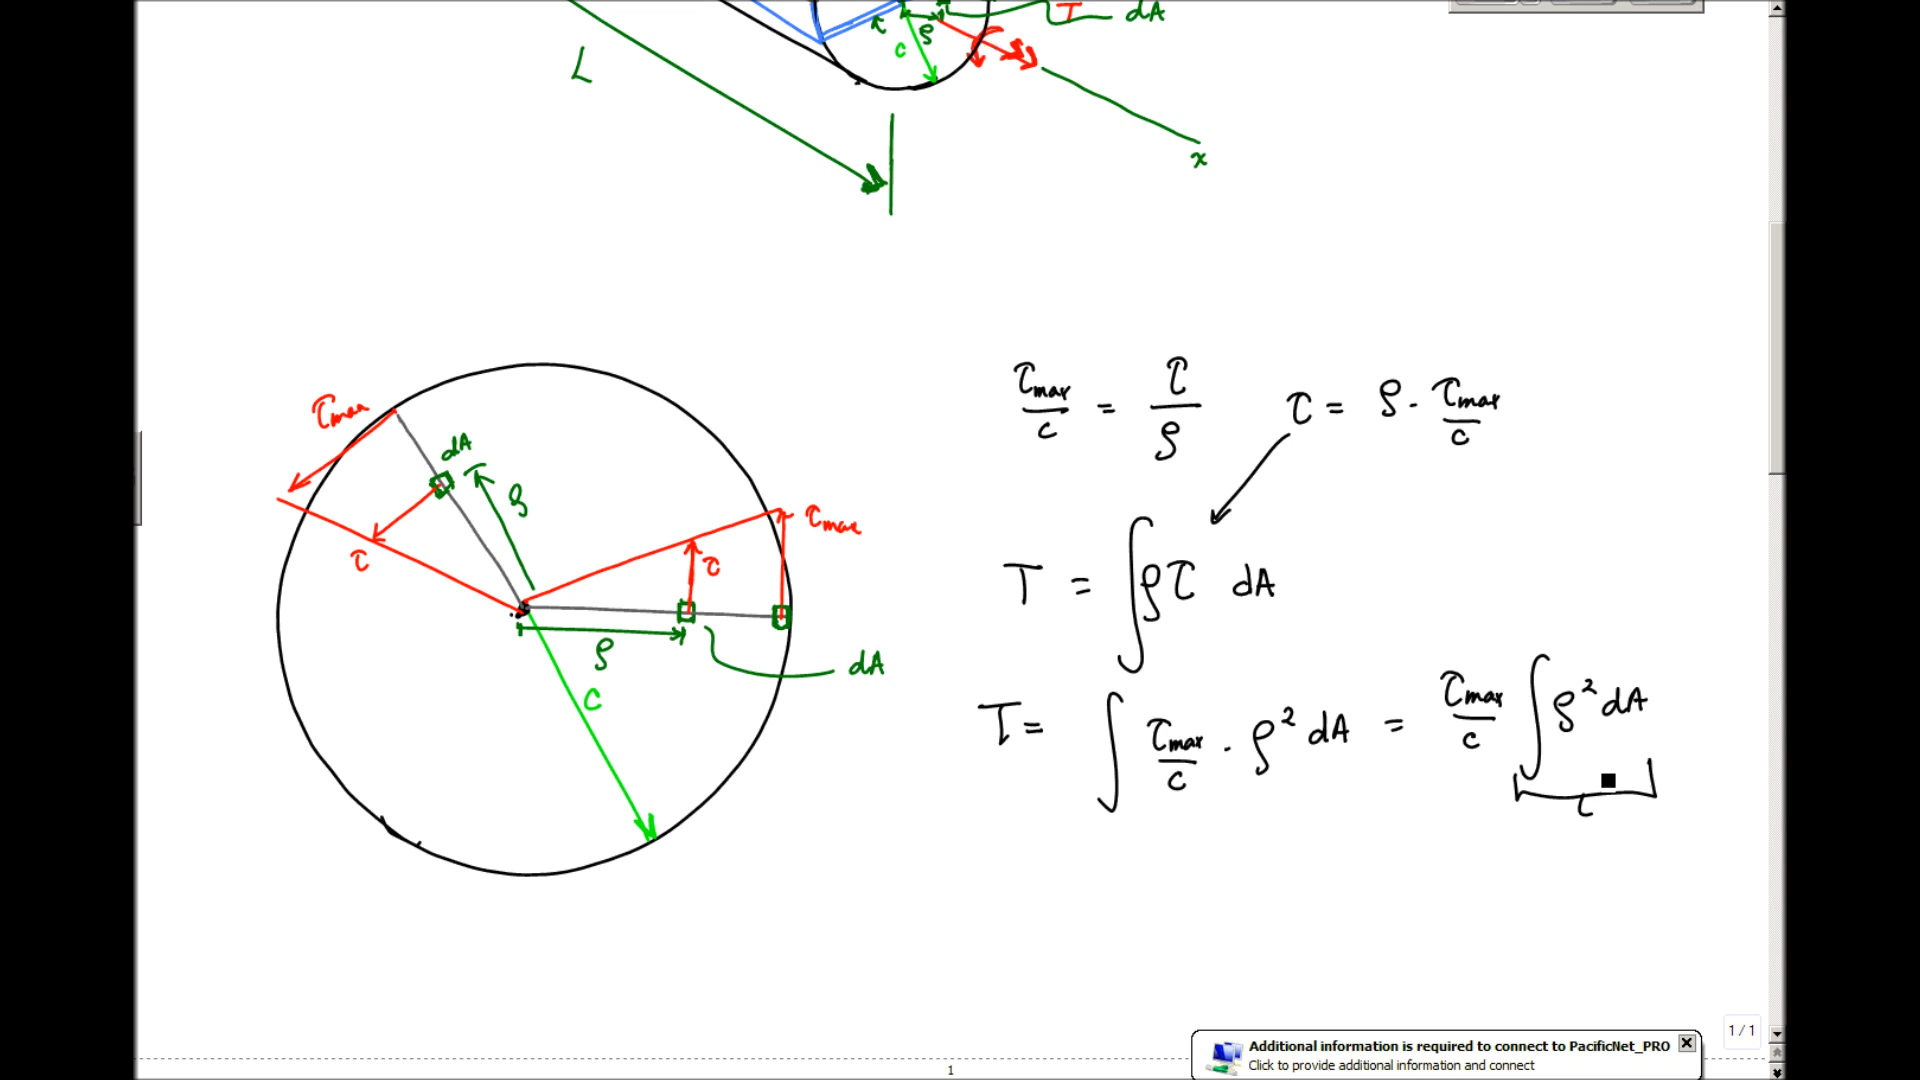 T
dA
τ
ρ
c
L
x
τmax/c = τ/ρ
τ = ρ · τmax/c
τmax
dA
ρ
τ
τmax
τ
T = ∫ρτ dA
ρ
dA
c
T = ∫ τmax/c · ρ² dA = τmax/c ∫ρ² dA
1 / 1
Additional information is required to connect to PacificNet_PRO
Click to provide additional information and connect
1